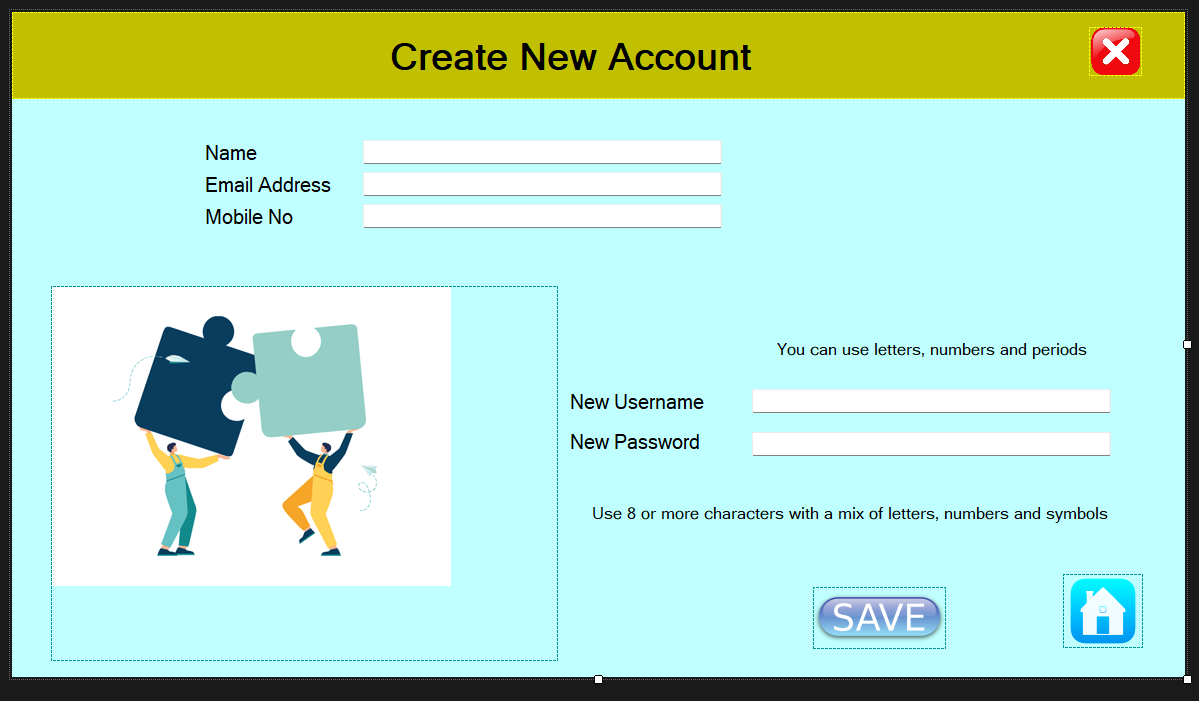 Create New Account
Name
Email Address
Mobile No
You can use letters, numbers and periods
New Username
New Password
Use 8 or more characters with a mix of letters, numbers and symbols
SAVE